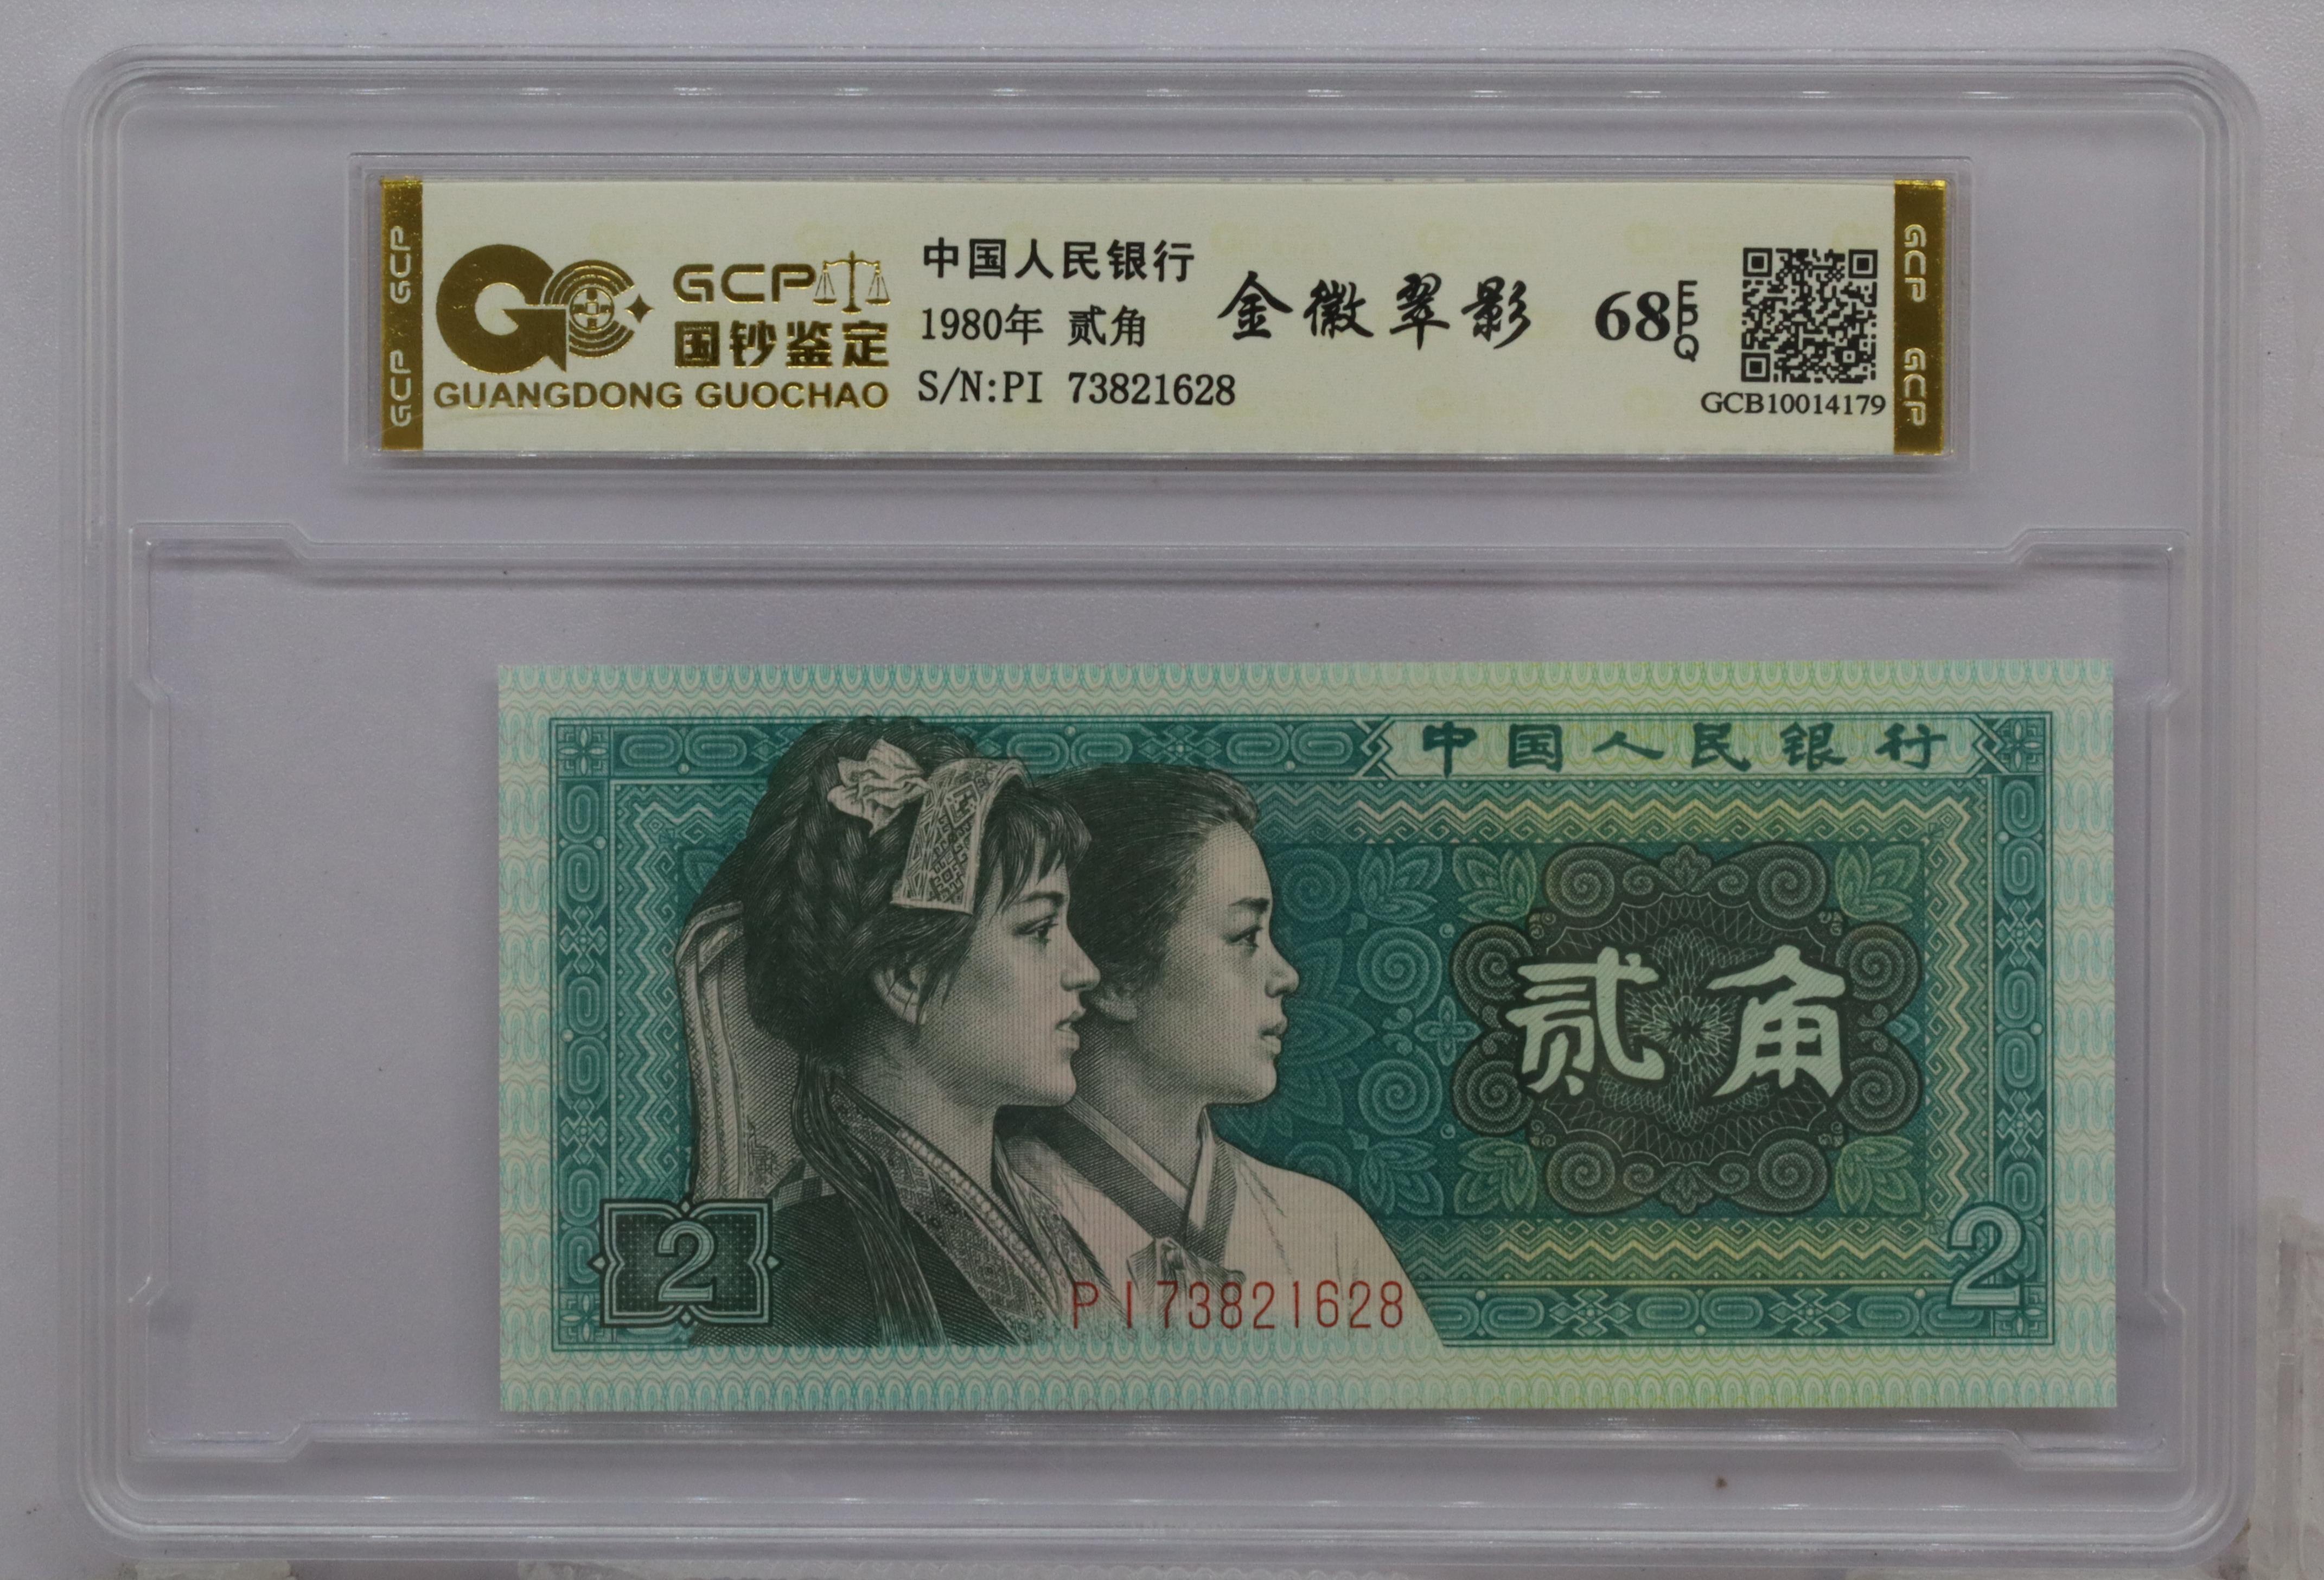 GCP GCP
GCP
国钞鉴定
GUANGDONG GUOCHAO
中国人民银行
1980年 贰角
S/N:PI 73821628
金徽翠影
68 EPQ
GCB10014179
GCP GCP
中国人民银行
贰角
2
PI73821628
2